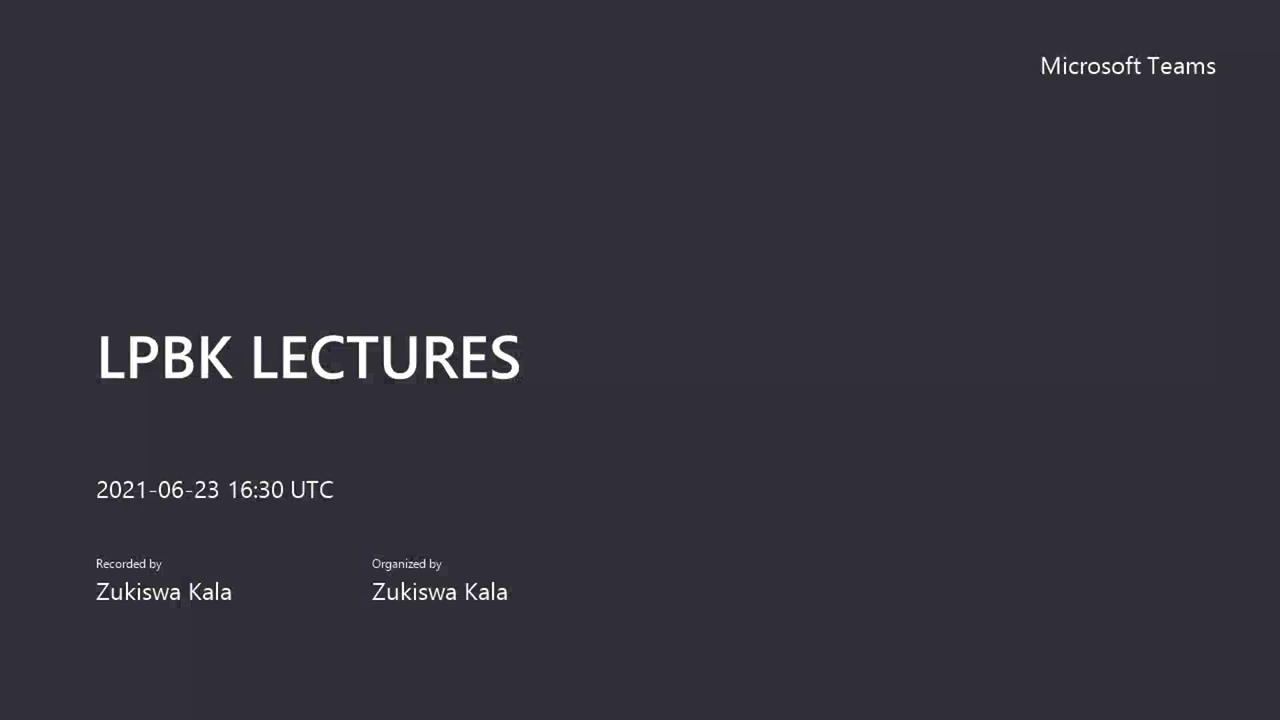 Microsoft Teams
LPBK LECTURES
2021-06-23 16:30 UTC
Recorded by
Organized by
Zukiswa Kala
Zukiswa Kala